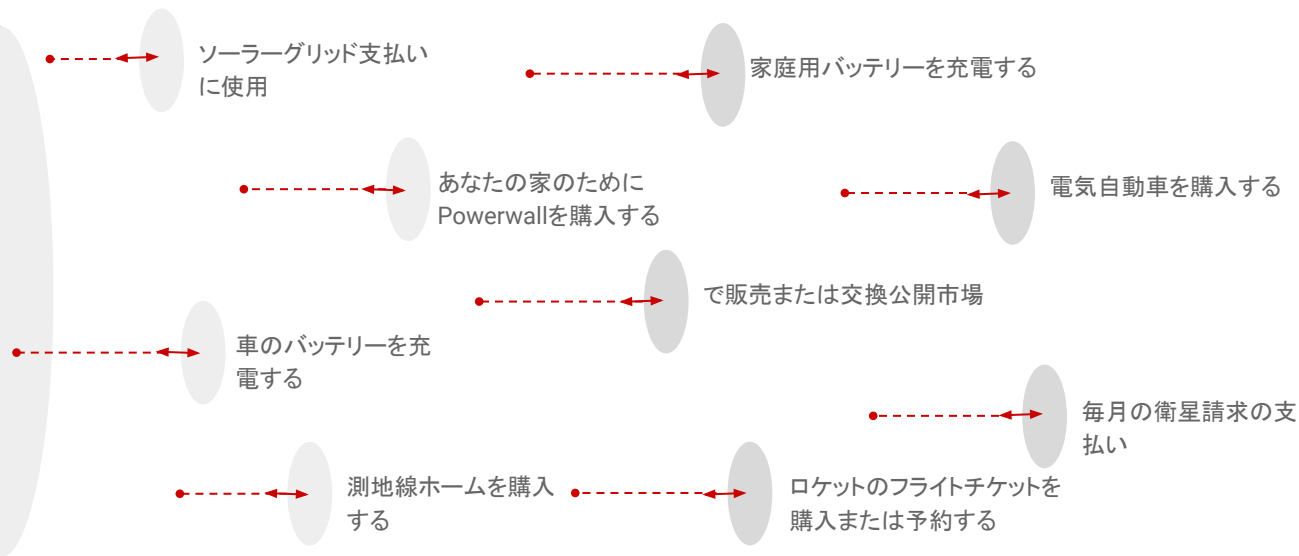 ソーラーグリッド支払い
に使用
家庭用バッテリーを充電する
あなたの家のために
Powerwallを購入する
電気自動車を購入する
で販売または交換公開市場
車のバッテリーを充
電する
毎月の衛星請求の支
払い
測地線ホームを購入
する
ロケットのフライトチケットを
購入または予約する